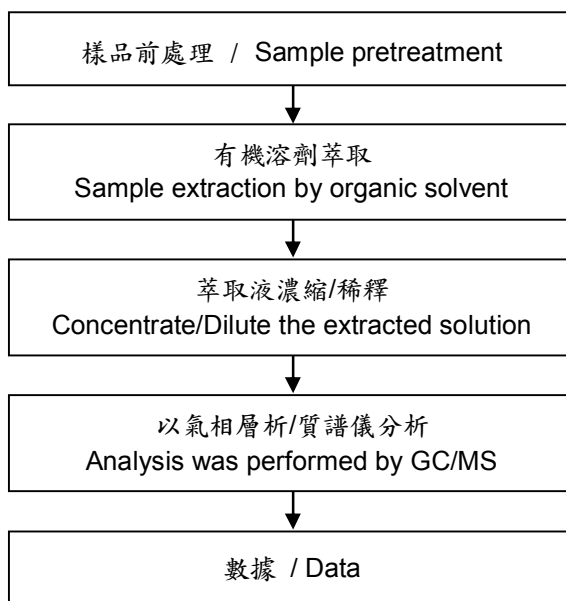 樣品前處理 / Sample pretreatment
有機溶劑萃取
Sample extraction by organic solvent
萃取液濃縮/稀釋
Concentrate/Dilute the extracted solution
以氣相層析/質譜儀分析
Analysis was performed by GC/MS
數據 / Data